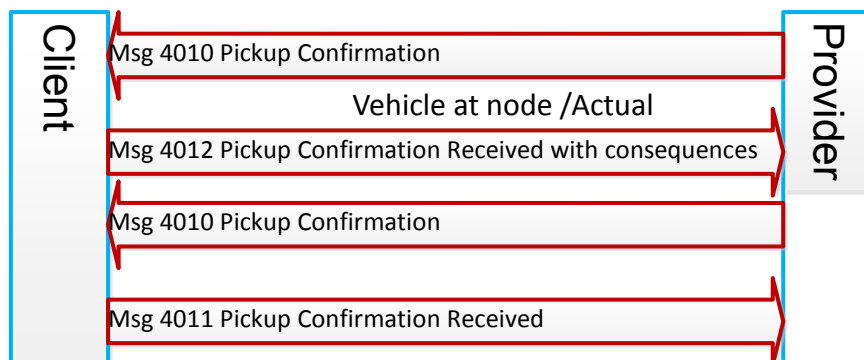 Client
Provider
Msg 4010 Pickup Confirmation
Vehicle at node /Actual
Msg 4012 Pickup Confirmation Received with consequences
Msg 4010 Pickup Confirmation
Msg 4011 Pickup Confirmation Received